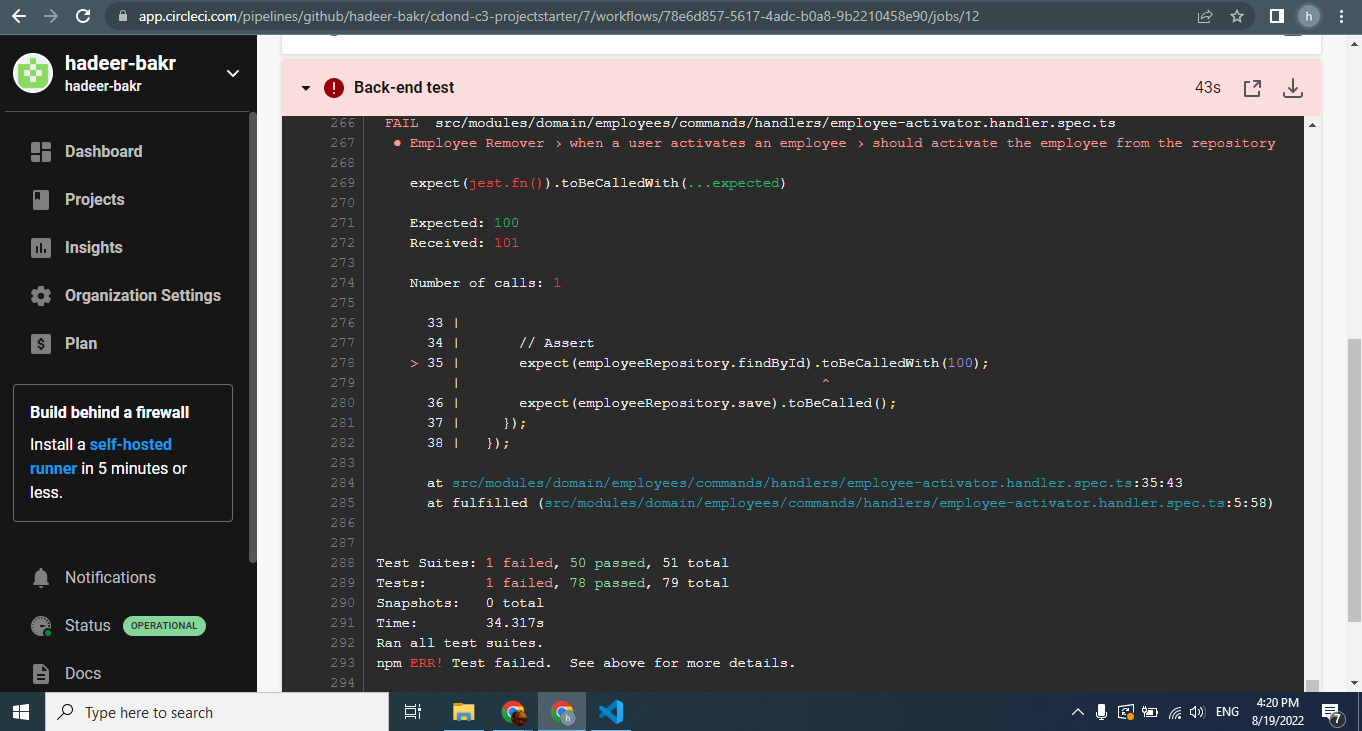 app.circleci.com/pipelines/github/hadeer-bakr/cdond-c3-projectstarter/7/workflows/78e6d857-5617-4adc-b0a8-9b2210458e90/jobs/12
h
hadeer-bakr
hadeer-bakr
Dashboard
Projects
Insights
Organization Settings
$ Plan
Build behind a firewall
Install a self-hosted
runner in 5 minutes or
less.
Notifications
Status OPERATIONAL
Docs
! Back-end test 43s
266 FAIL src/modules/domain/employees/commands/handlers/employee-activator.handler.spec.ts
267 ● Employee Remover › when a user activates an employee › should activate the employee from the repository
268
269 expect(jest.fn()).toBeCalledWith(...expected)
270
271 Expected: 100
272 Received: 101
273
274 Number of calls: 1
275
276 33 |
277 34 | // Assert
278 > 35 | expect(employeeRepository.findById).toBeCalledWith(100);
279 | ^
280 36 | expect(employeeRepository.save).toBeCalled();
281 37 | });
282 38 | });
283
284 at src/modules/domain/employees/commands/handlers/employee-activator.handler.spec.ts:35:43
285 at fulfilled (src/modules/domain/employees/commands/handlers/employee-activator.handler.spec.ts:5:58)
286
287
288 Test Suites: 1 failed, 50 passed, 51 total
289 Tests: 1 failed, 78 passed, 79 total
290 Snapshots: 0 total
291 Time: 34.317s
292 Ran all test suites.
293 npm ERR! Test failed. See above for more details.
294
Type here to search
h
ENG
4:20 PM
8/19/2022
7